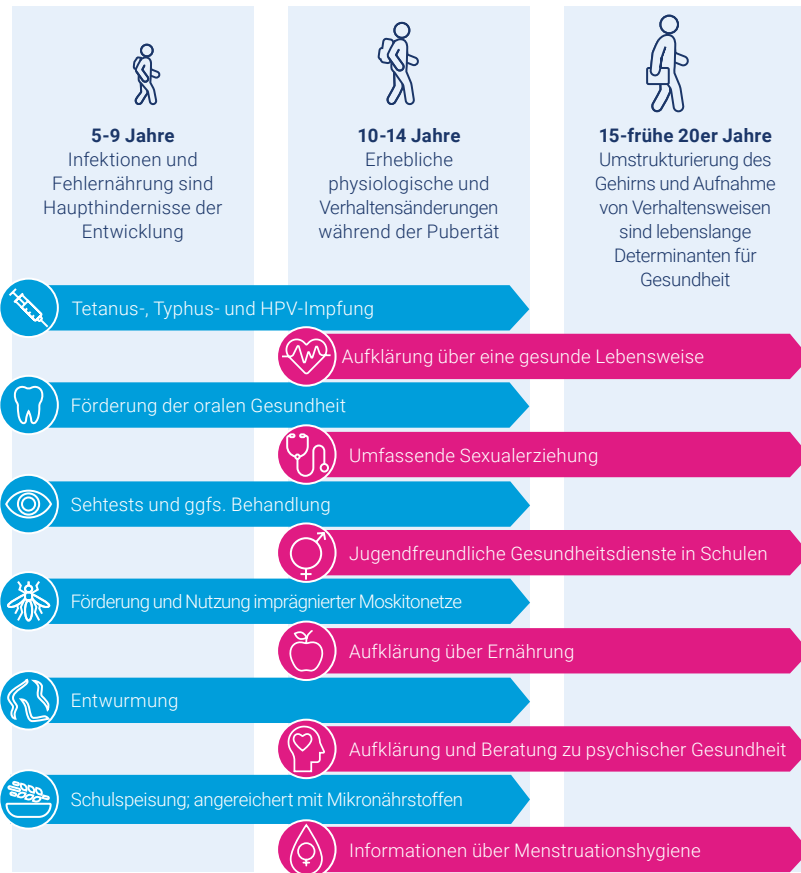 5-9 Jahre
Infektionen und
Fehlernährung sind
Haupthindernisse der
Entwicklung
10-14 Jahre
Erhebliche
physiologische und
Verhaltensänderungen
während der Pubertät
15-frühe 20er Jahre
Umstrukturierung des
Gehirns und Aufnahme
von Verhaltensweisen
sind lebenslange
Determinanten für
Gesundheit
Tetanus-, Typhus- und HPV-Impfung
Aufklärung über eine gesunde Lebensweise
Förderung der oralen Gesundheit
Umfassende Sexualerziehung
Sehtests und ggfs. Behandlung
Jugendfreundliche Gesundheitsdienste in Schulen
Förderung und Nutzung imprägnierter Moskitonetze
Aufklärung über Ernährung
Entwurmung
Aufklärung und Beratung zu psychischer Gesundheit
Schulspeisung; angereichert mit Mikronährstoffen
Informationen über Menstruationshygiene